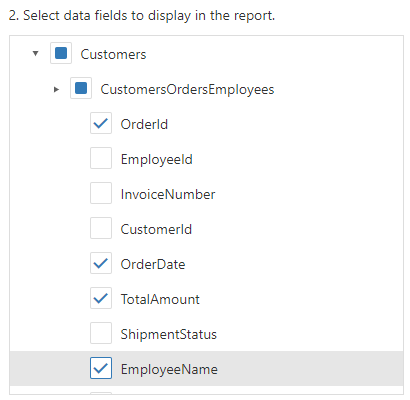 2. Select data fields to display in the report.
Customers
CustomersOrdersEmployees
OrderId
EmployeeId
InvoiceNumber
CustomerId
OrderDate
TotalAmount
ShipmentStatus
EmployeeName